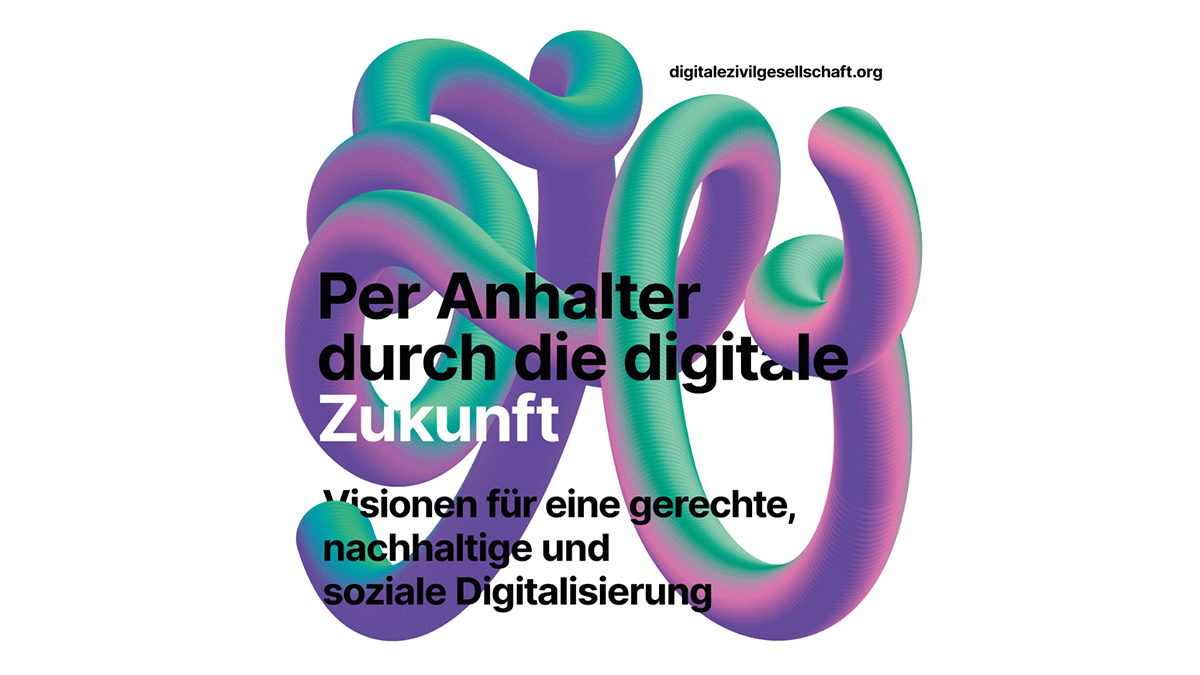 digitalezivilgesellschaft.org
Per Anhalter
durch die digitale
Zukunft
Visionen für eine gerechte,
nachhaltige und
soziale Digitalisierung